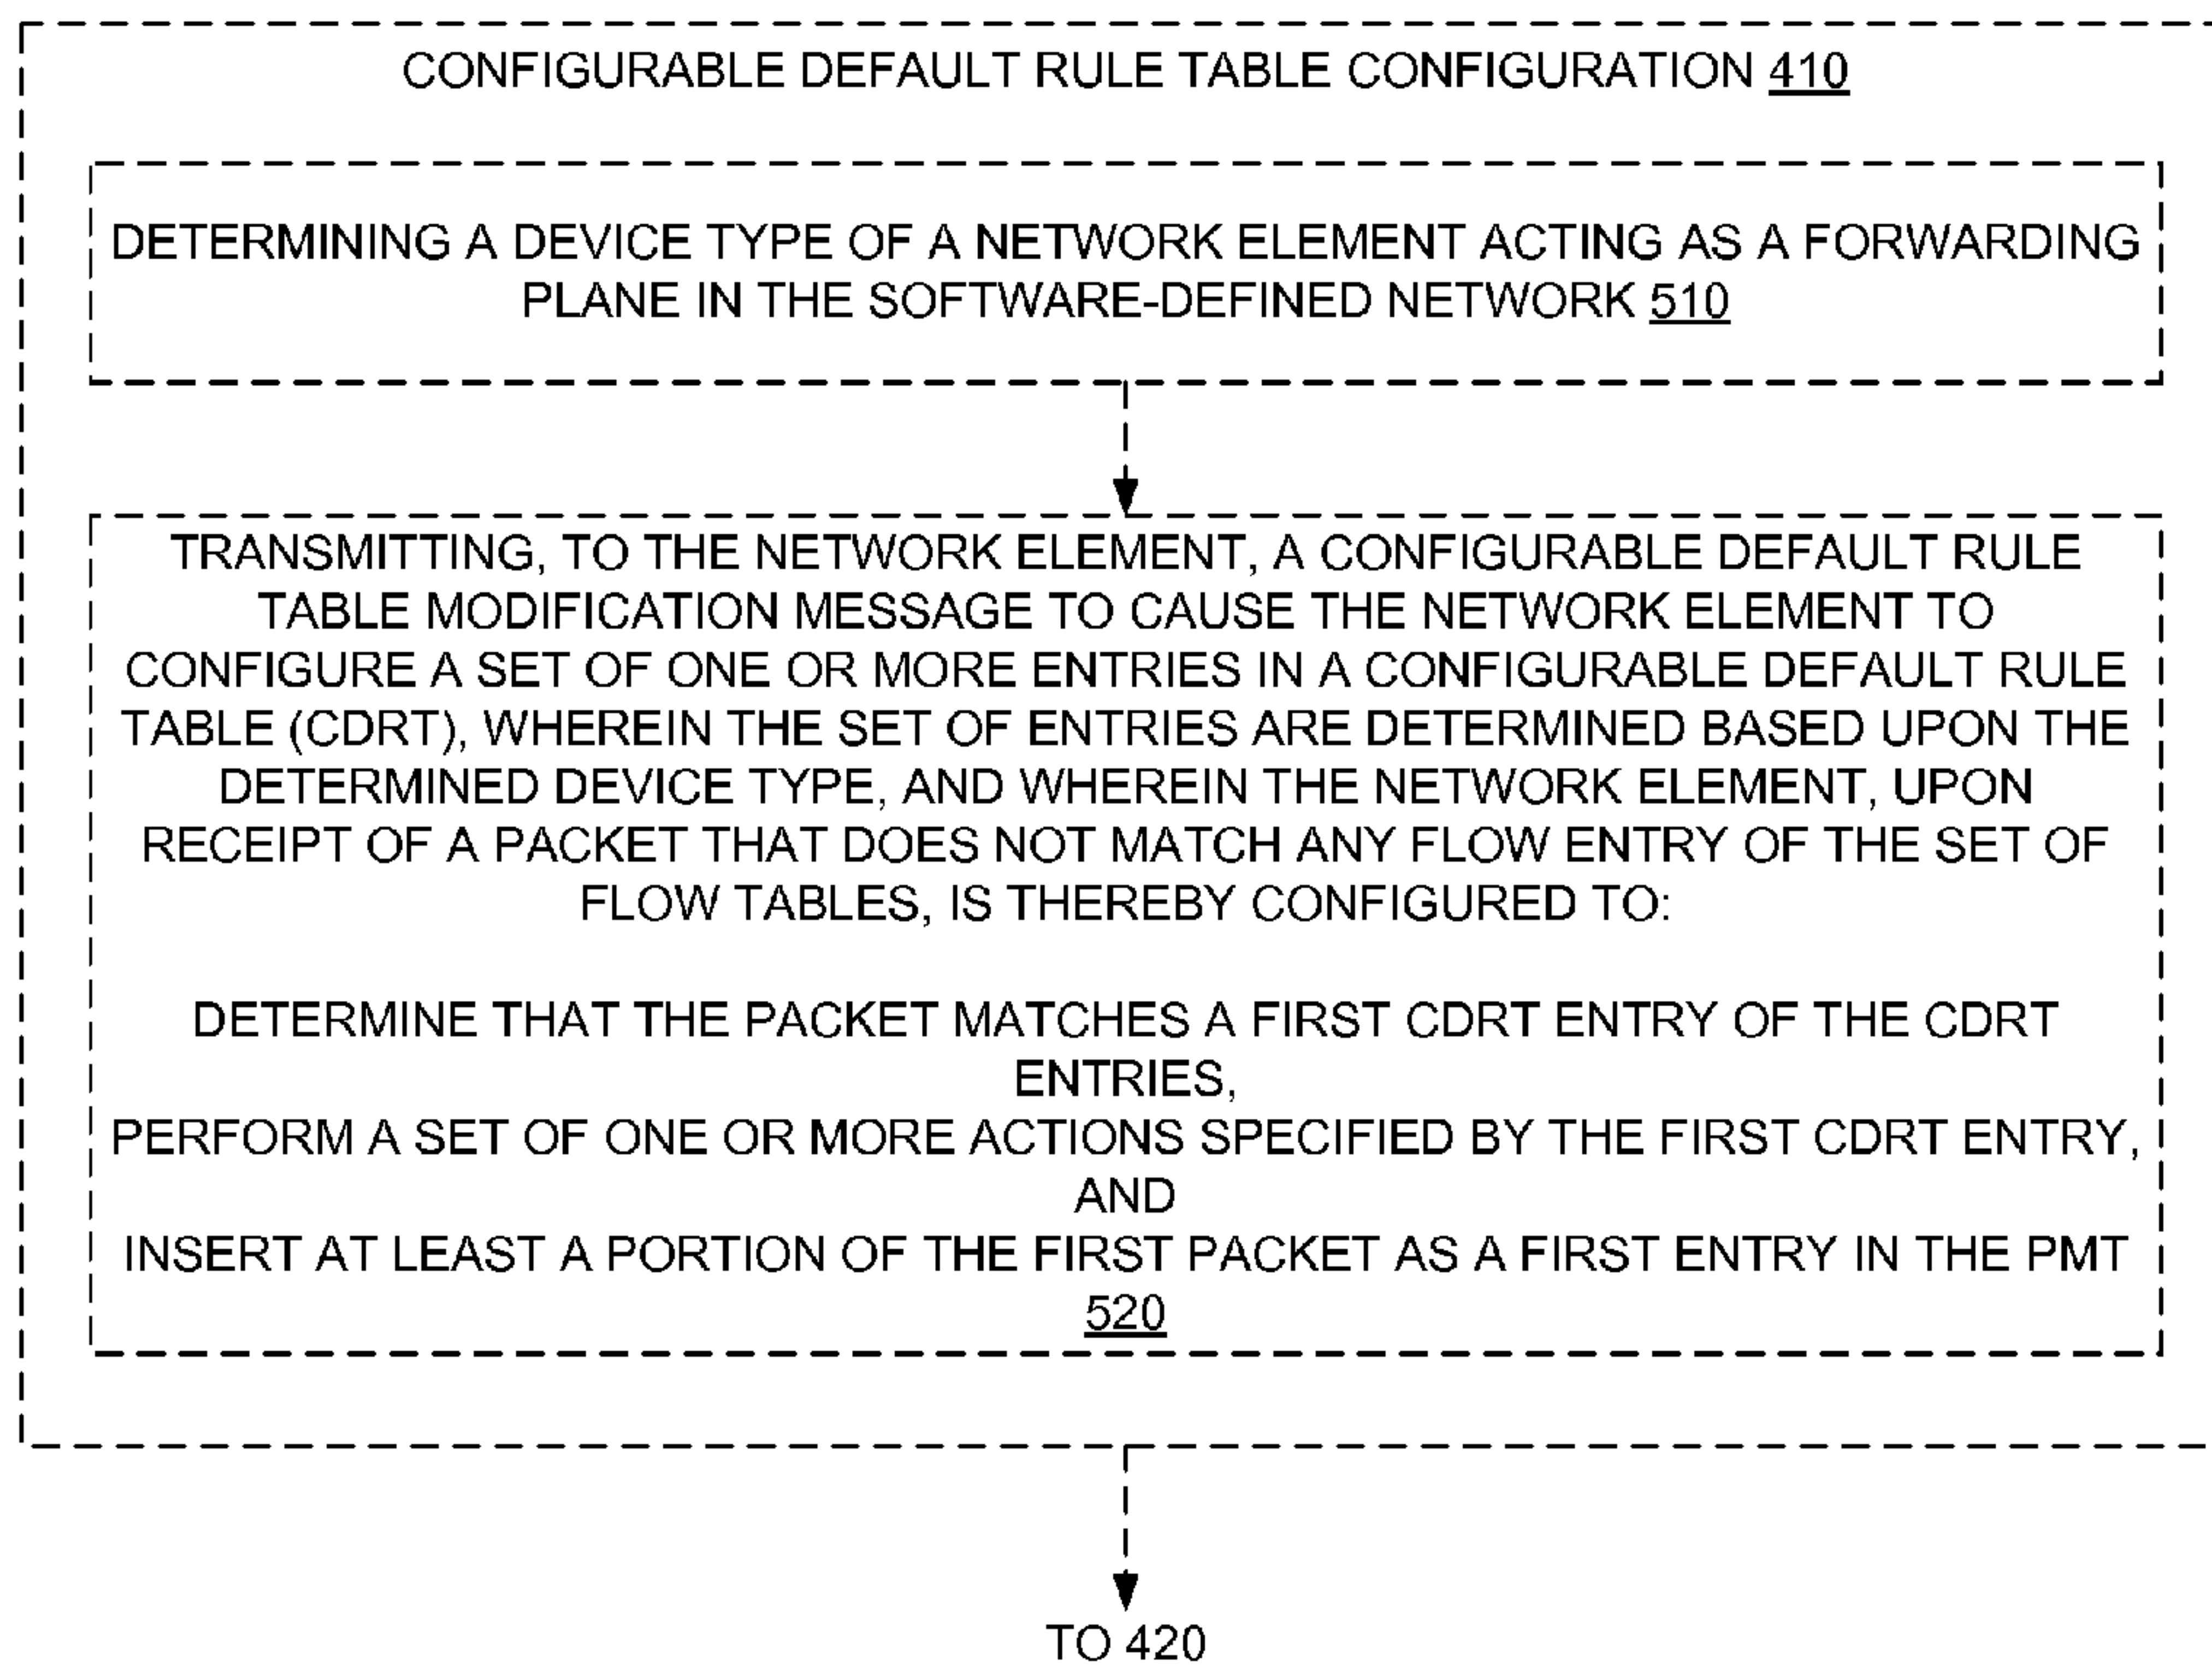 CONFIGURABLE DEFAULT RULE TABLE CONFIGURATION 410
DETERMINING A DEVICE TYPE OF A NETWORK ELEMENT ACTING AS A FORWARDING
PLANE IN THE SOFTWARE-DEFINED NETWORK 510
TRANSMITTING, TO THE NETWORK ELEMENT, A CONFIGURABLE DEFAULT RULE
TABLE MODIFICATION MESSAGE TO CAUSE THE NETWORK ELEMENT TO
CONFIGURE A SET OF ONE OR MORE ENTRIES IN A CONFIGURABLE DEFAULT RULE
TABLE (CDRT), WHEREIN THE SET OF ENTRIES ARE DETERMINED BASED UPON THE
DETERMINED DEVICE TYPE, AND WHEREIN THE NETWORK ELEMENT, UPON
RECEIPT OF A PACKET THAT DOES NOT MATCH ANY FLOW ENTRY OF THE SET OF
FLOW TABLES, IS THEREBY CONFIGURED TO:
DETERMINE THAT THE PACKET MATCHES A FIRST CDRT ENTRY OF THE CDRT
ENTRIES,
PERFORM A SET OF ONE OR MORE ACTIONS SPECIFIED BY THE FIRST CDRT ENTRY,
AND
INSERT AT LEAST A PORTION OF THE FIRST PACKET AS A FIRST ENTRY IN THE PMT
520
TO 420